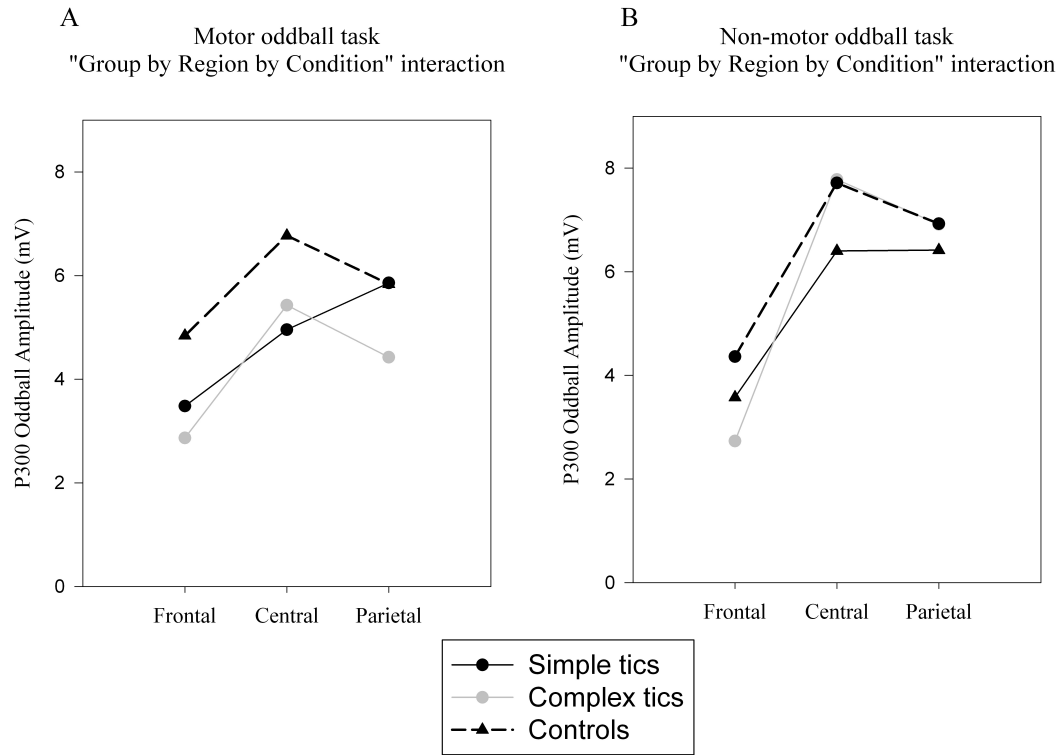 A
Motor oddball task
"Group by Region by Condition" interaction
P300 Oddball Amplitude (mV)
8
6
4
2
0
Frontal Central Parietal
B
Non-motor oddball task
"Group by Region by Condition" interaction
P300 Oddball Amplitude (mV)
8
6
4
2
0
Frontal Central Parietal
Simple tics
Complex tics
Controls